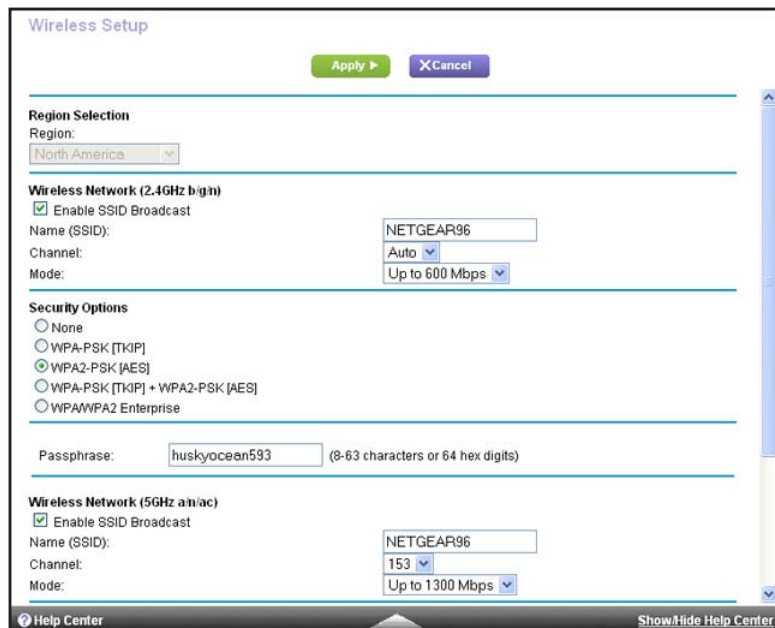 Wireless Setup
Apply ▶ X Cancel
Region Selection
Region:
North America
Wireless Network (2.4GHz b/g/n)
Enable SSID Broadcast
Name (SSID): NETGEAR96
Channel: Auto
Mode: Up to 600 Mbps
Security Options
None
WPA-PSK [TKIP]
WPA2-PSK [AES]
WPA-PSK [TKIP] + WPA2-PSK [AES]
WPA/WPA2 Enterprise
Passphrase: huskyocean593 (8-63 characters or 64 hex digits)
Wireless Network (5GHz a/n/ac)
Enable SSID Broadcast
Name (SSID): NETGEAR96
Channel: 153
Mode: Up to 1300 Mbps
Help Center Show/Hide Help Center